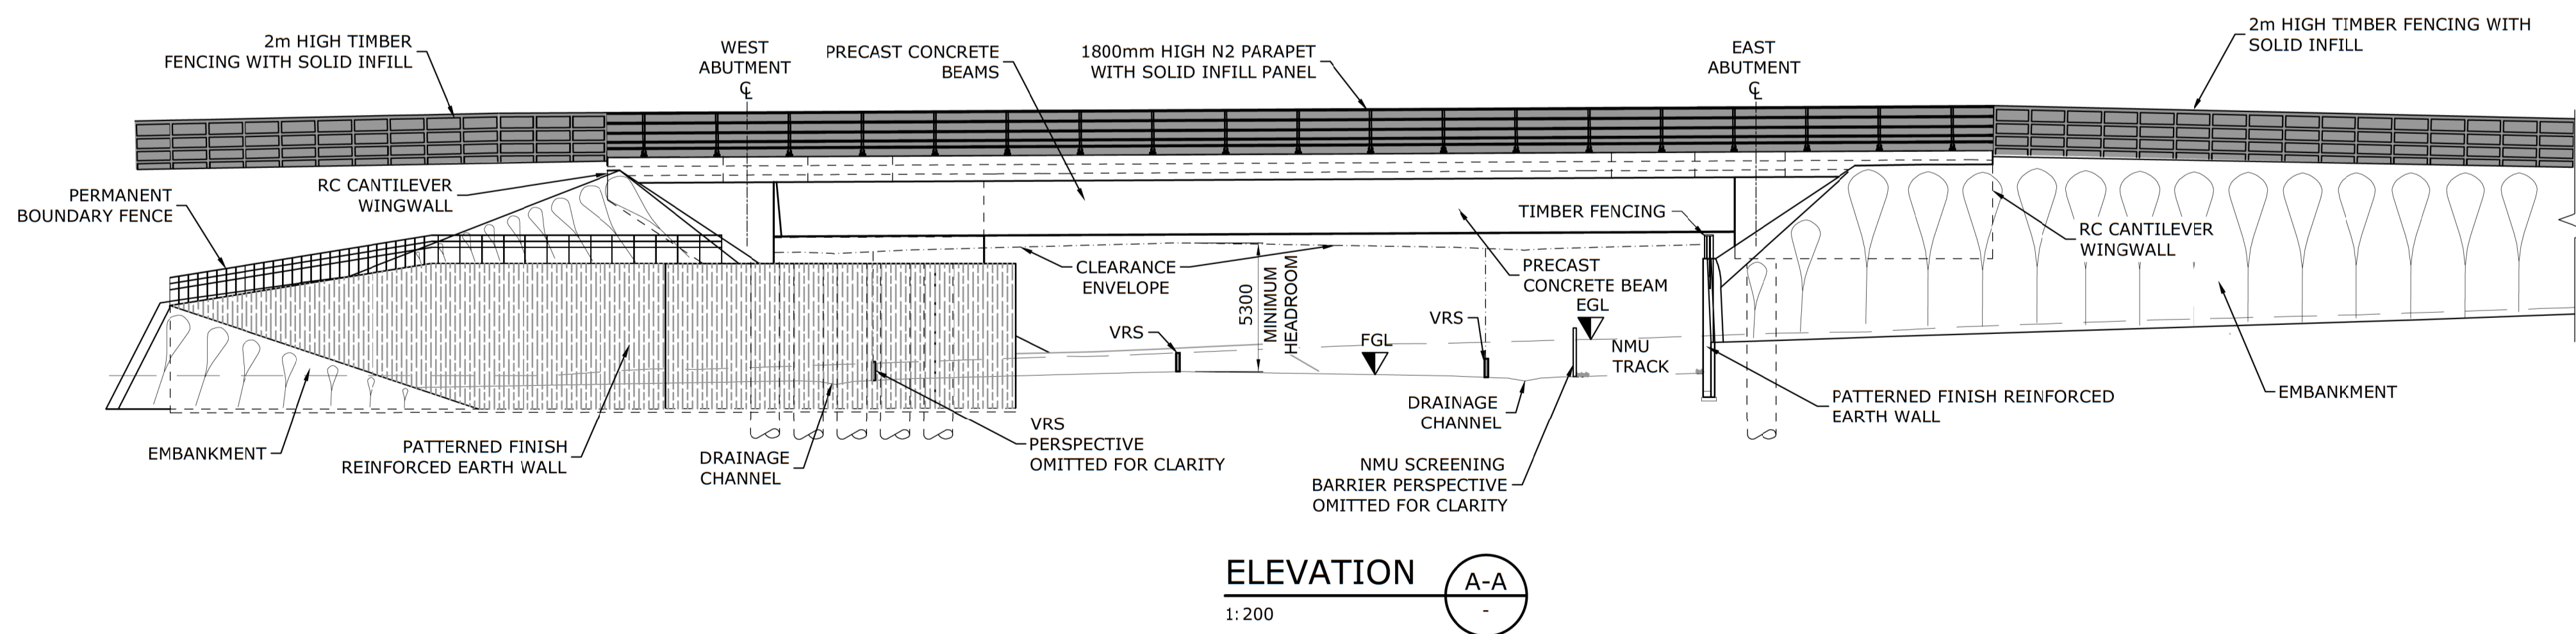 2m HIGH TIMBER
FENCING WITH SOLID INFILL
WEST
ABUTMENT
℄
PRECAST CONCRETE
BEAMS
1800mm HIGH N2 PARAPET
WITH SOLID INFILL PANEL
EAST
ABUTMENT
℄
2m HIGH TIMBER FENCING WITH
SOLID INFILL
PERMANENT
BOUNDARY FENCE
RC CANTILEVER
WINGWALL
TIMBER FENCING
RC CANTILEVER
WINGWALL
CLEARANCE
ENVELOPE
5300
MINIMUM
HEADROOM
PRECAST
CONCRETE BEAM
EGL
VRS
VRS
FGL
NMU
TRACK
EMBANKMENT
PATTERNED FINISH
REINFORCED EARTH WALL
DRAINAGE
CHANNEL
VRS
PERSPECTIVE
OMITTED FOR CLARITY
DRAINAGE
CHANNEL
NMU SCREENING
BARRIER PERSPECTIVE
OMITTED FOR CLARITY
PATTERNED FINISH REINFORCED
EARTH WALL
EMBANKMENT
ELEVATION
1:200
A-A
-